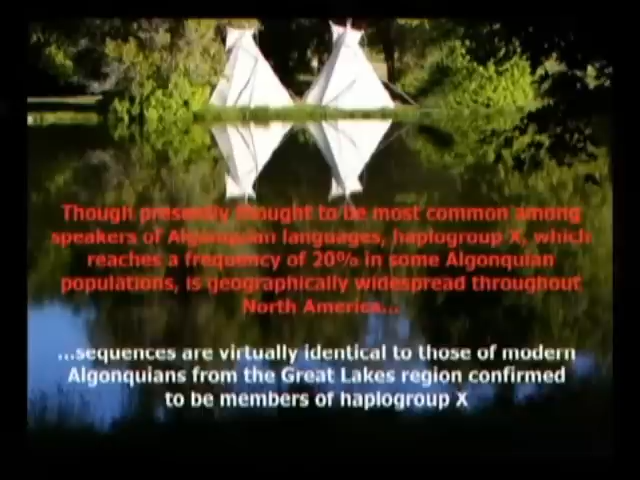 Though presently thought to be most common among
speakers of Algonquian languages, haplogroup X, which
reaches a frequency of 20% in some Algonquian
populations, is geographically widespread throughout
North America...
...sequences are virtually identical to those of modern
Algonquians from the Great Lakes region confirmed
to be members of haplogroup X